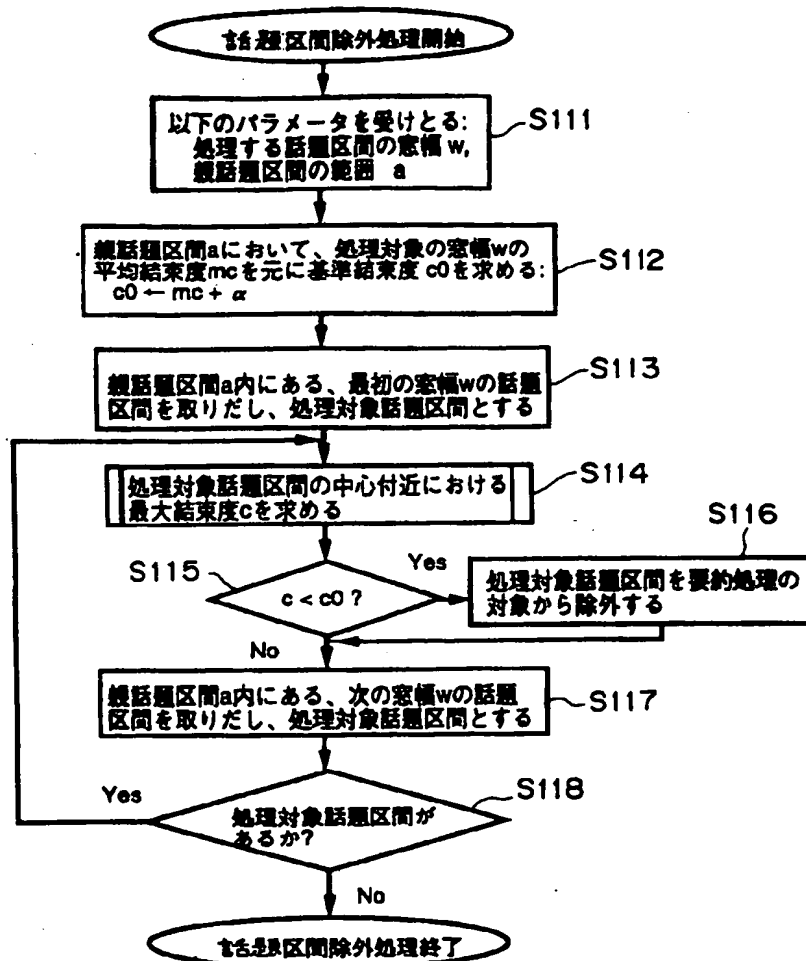 話題区間除外処理開始
以下のパラメータを受けとる:
処理する話題区間の窓幅 w,
親話題区間の範囲 a
S111
親話題区間aにおいて、処理対象の窓幅wの
平均結束度mcを元に基準結束度 c0を求める:
c0 ← mc + α
S112
親話題区間a内にある、最初の窓幅wの話題
区間を取りだし、処理対象話題区間とする
S113
処理対象話題区間の中心付近における
最大結束度cを求める
S114
S115
c < c0 ?
Yes
No
S116
処理対象話題区間を要約処理の
対象から除外する
親話題区間a内にある、次の窓幅wの話題
区間を取りだし、処理対象話題区間とする
S117
Yes
処理対象話題区間が
あるか?
S118
No
話題区間除外処理終了